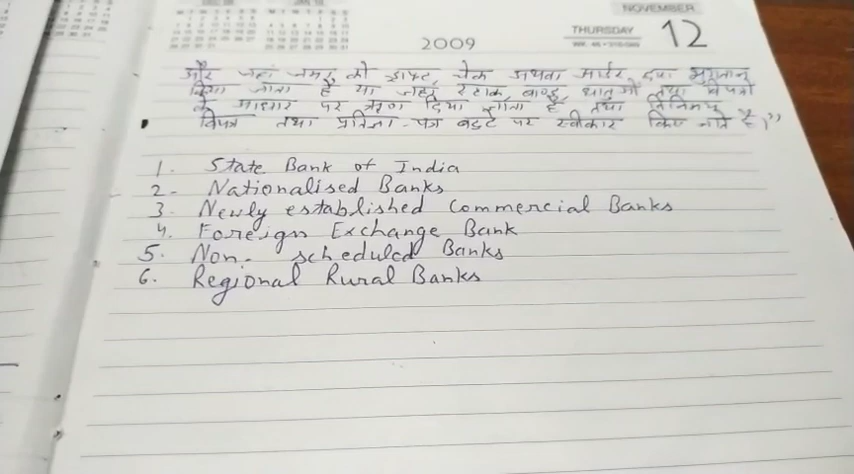 NOVEMBER
THURSDAY 12
2009
और जहां जमा को ड्राफ्ट, चेक अथवा आर्डर द्वारा भुगतान
किया जाता है या जहां स्टाक, बाण्ड, धातुओं तथा विपत्रों
के आधार पर ऋण दिया जाता है तथा विनिमय
विपत्र तथा प्रतिज्ञा-पत्र बट्टे पर स्वीकार किए जाते है।"
1. State Bank of India
2- Nationalised Banks
3. Newly established Commercial Banks
4. Foreign Exchange Bank
5. Non- scheduled Banks
6. Regional Rural Banks